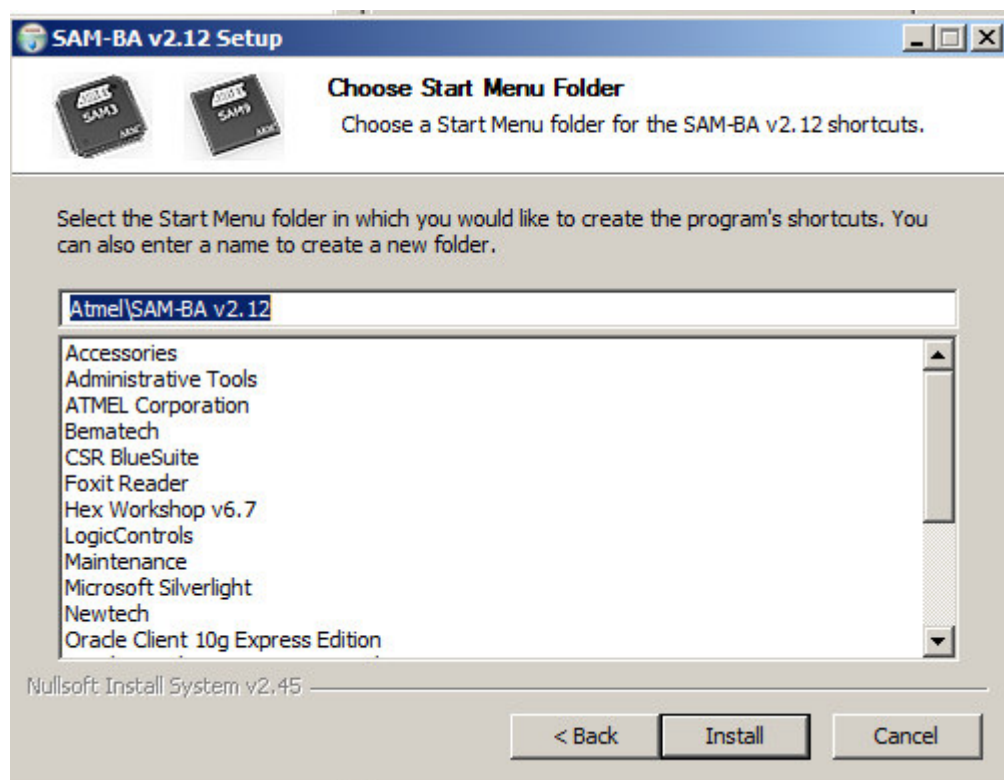 SAM-BA v2.12 Setup
Choose Start Menu Folder
Choose a Start Menu folder for the SAM-BA v2.12 shortcuts.
SAM3
SAM9
Select the Start Menu folder in which you would like to create the program's shortcuts. You
can also enter a name to create a new folder.
Atmel\SAM-BA v2.12
Accessories
Administrative Tools
ATMEL Corporation
Bematech
CSR BlueSuite
Foxit Reader
Hex Workshop v6.7
LogicControls
Maintenance
Microsoft Silverlight
Newtech
Oracle Client 10g Express Edition
Nullsoft Install System v2.45
< Back
Install
Cancel